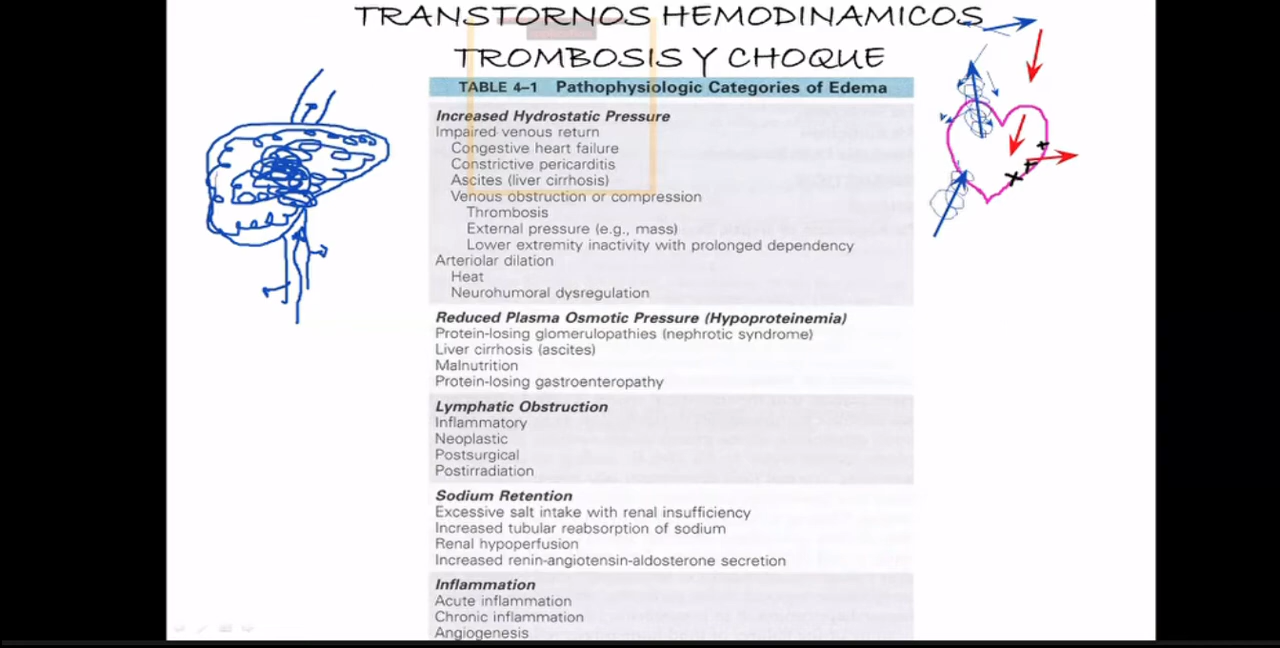 TRANSTORNOS HEMODINAMICOS
TROMBOSIS Y CHOQUE
TABLE 4–1 Pathophysiologic Categories of Edema
Increased Hydrostatic Pressure
Impaired venous return
Congestive heart failure
Constrictive pericarditis
Ascites (liver cirrhosis)
Venous obstruction or compression
Thrombosis
External pressure (e.g., mass)
Lower extremity inactivity with prolonged dependency
Arteriolar dilation
Heat
Neurohumoral dysregulation
Reduced Plasma Osmotic Pressure (Hypoproteinemia)
Protein-losing glomerulopathies (nephrotic syndrome)
Liver cirrhosis (ascites)
Malnutrition
Protein-losing gastroenteropathy
Lymphatic Obstruction
Inflammatory
Neoplastic
Postsurgical
Postirradiation
Sodium Retention
Excessive salt intake with renal insufficiency
Increased tubular reabsorption of sodium
Renal hypoperfusion
Increased renin-angiotensin-aldosterone secretion
Inflammation
Acute inflammation
Chronic inflammation
Angiogenesis